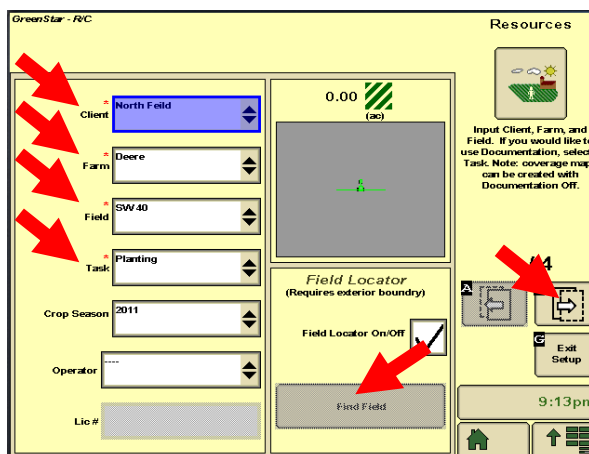 GreenStar - R/C
Resources
* Client
North Feild
* Farm
Deere
* Field
SW40
* Task
Planting
Crop Season
2011
Operator
----
Lic #
0.00
(ac)
Field Locator
(Requires exterior boundry)
Field Locator On/Off
Find Field
Input Client, Farm, and
Field. If you would like to
use Documentation, select
Task. Note: coverage map
can be created with
Documentation Off.
/4
A
G
Exit
Setup
9:13pm